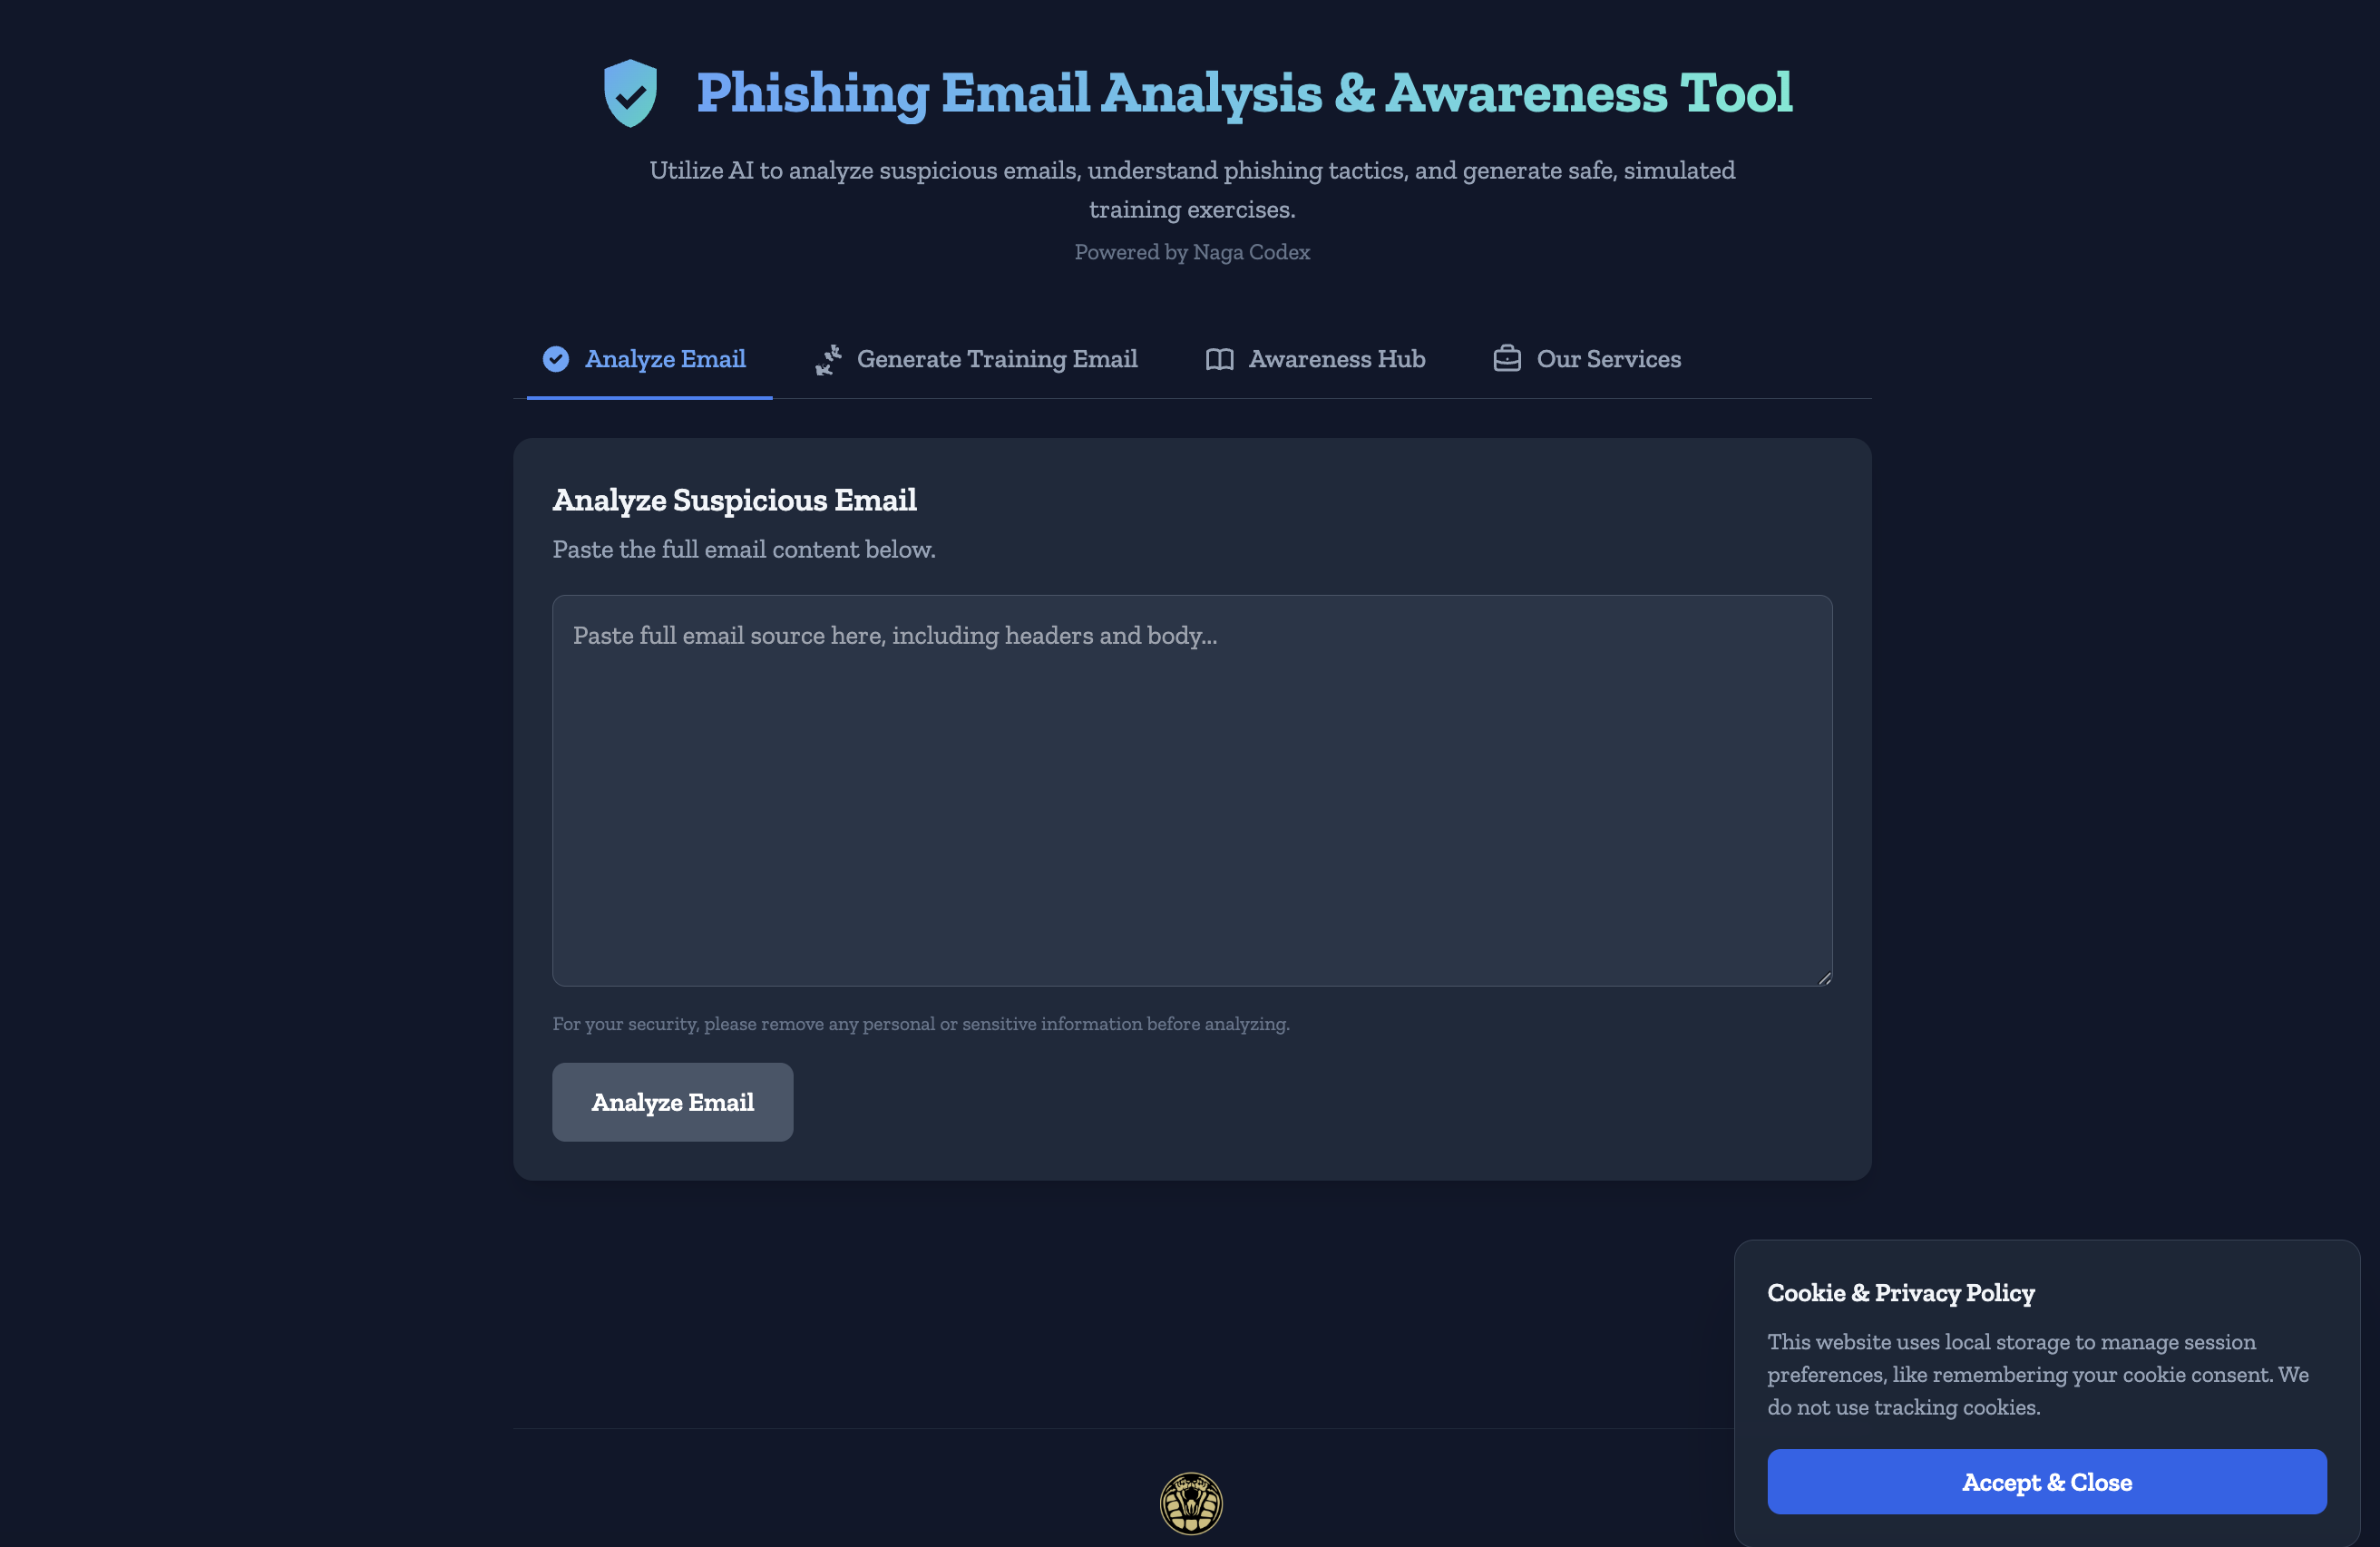 Phishing Email Analysis & Awareness Tool
Utilize AI to analyze suspicious emails, understand phishing tactics, and generate safe, simulated
training exercises.
Powered by Naga Codex
Analyze Email
Generate Training Email
Awareness Hub
Our Services
Analyze Suspicious Email
Paste the full email content below.
Paste full email source here, including headers and body...
For your security, please remove any personal or sensitive information before analyzing.
Analyze Email
Cookie & Privacy Policy
This website uses local storage to manage session
preferences, like remembering your cookie consent. We
do not use tracking cookies.
Accept & Close